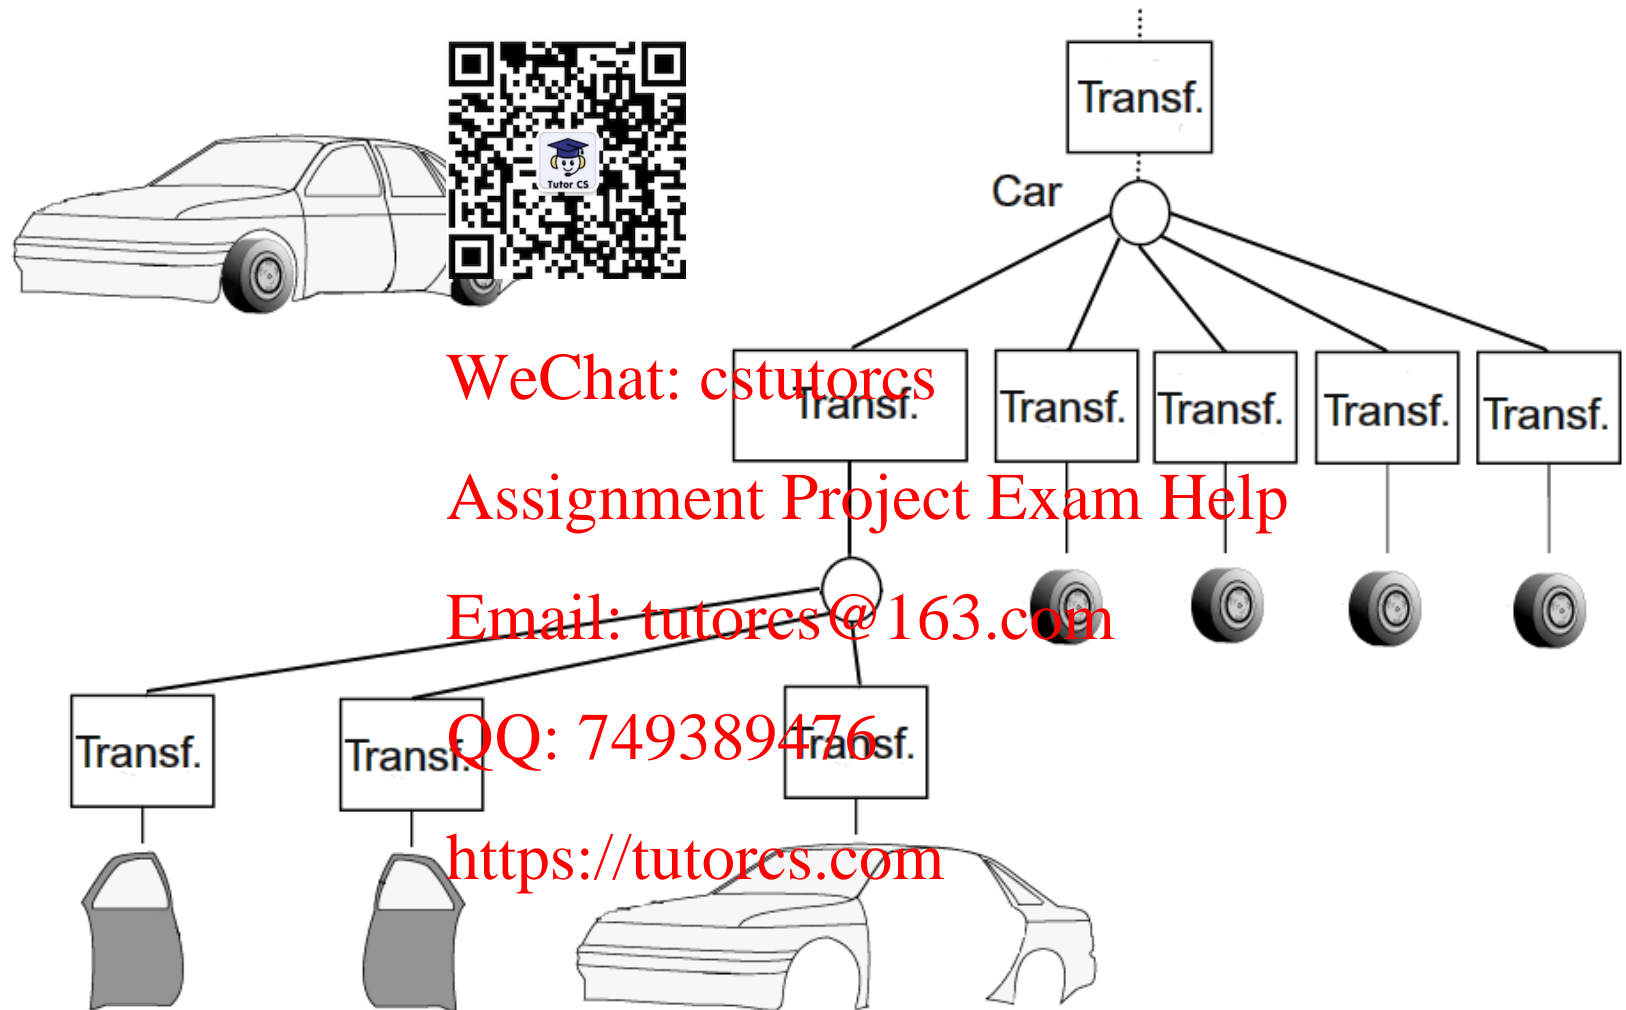 Transf.
Tutor CS
Car
WeChat: cstutorcs
Transf.
Transf.
Transf.
Transf.
Transf.
Assignment Project Exam Help
Email: tutorcs@163.com
QQ: 749389476
Transf.
Transf.
Transf.
https://tutorcs.com